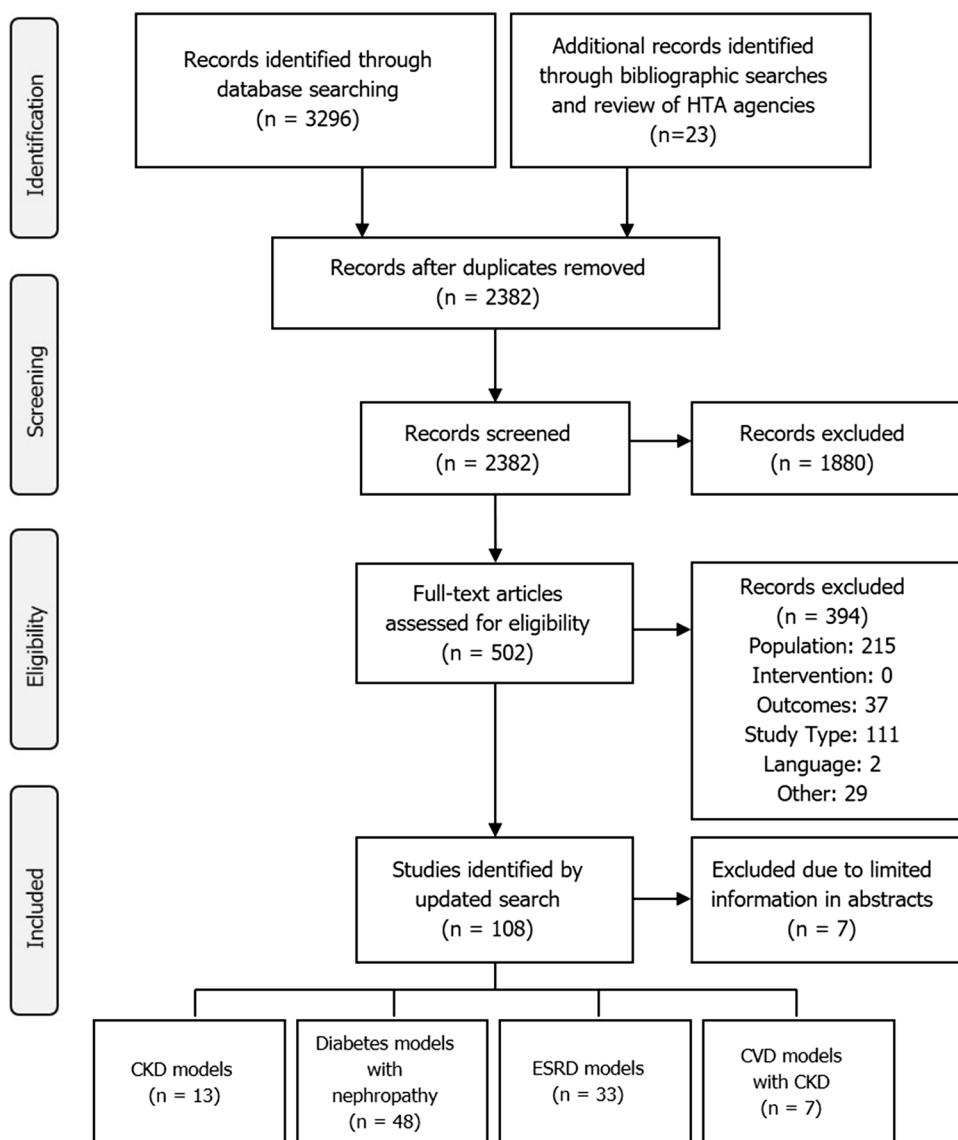 Identification
Records identified through
database searching
(n = 3296)
Additional records identified
through bibliographic searches
and review of HTA agencies
(n=23)
Records after duplicates removed
(n = 2382)
Screening
Records screened
(n = 2382)
Records excluded
(n = 1880)
Eligibility
Full-text articles
assessed for eligibility
(n = 502)
Records excluded
(n = 394)
Population: 215
Intervention: 0
Outcomes: 37
Study Type: 111
Language: 2
Other: 29
Included
Studies identified by
updated search
(n = 108)
Excluded due to limited
information in abstracts
(n = 7)
CKD models
(n = 13)
Diabetes models
with
nephropathy
(n = 48)
ESRD models
(n = 33)
CVD models
with CKD
(n = 7)